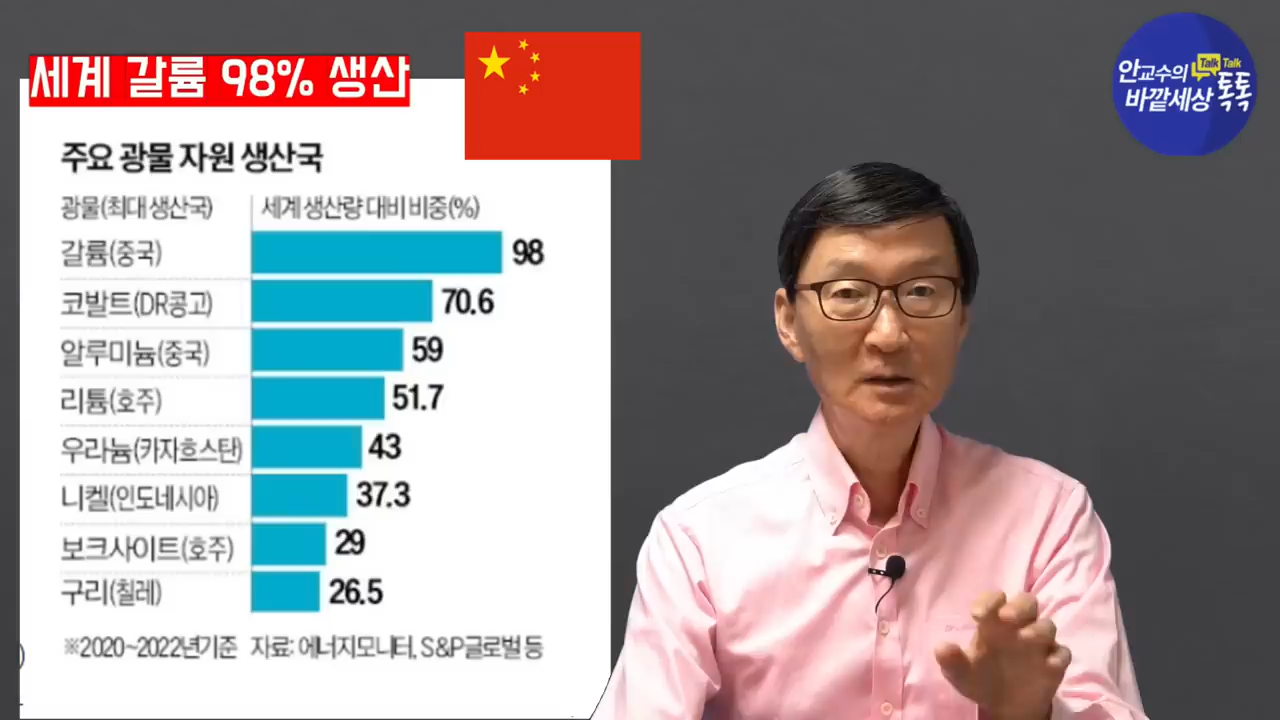 세계 갈륨 98% 생산
안교수의
Talk Talk
바깥세상 톡톡
주요 광물 자원 생산국
광물(최대 생산국) 세계 생산량 대비 비중(%)
갈륨(중국) 98
코발트(DR콩고) 70.6
알루미늄(중국) 59
리튬(호주) 51.7
우라늄(카자흐스탄) 43
니켈(인도네시아) 37.3
보크사이트(호주) 29
구리(칠레) 26.5
※2020~2022년기준 자료: 에너지모니터, S&P글로벌 등